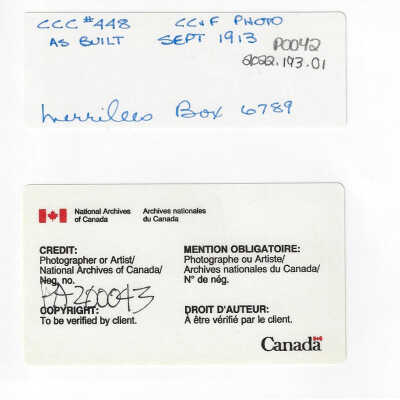 CCC #448 CC&F PHOTO
AS BUILT SEPT 1913 P0042
2022.193.01
Merrilees Box 6789
National Archives of Canada
Archives nationales du Canada
CREDIT:
Photographer or Artist/
National Archives of Canada/
Neg. no.
PA200043
COPYRIGHT:
To be verified by client.
MENTION OBLIGATOIRE:
Photographe ou Artiste/
Archives nationales du Canada/
N° de nég.
DROIT D'AUTEUR:
A être vérifié par le client.
Canada